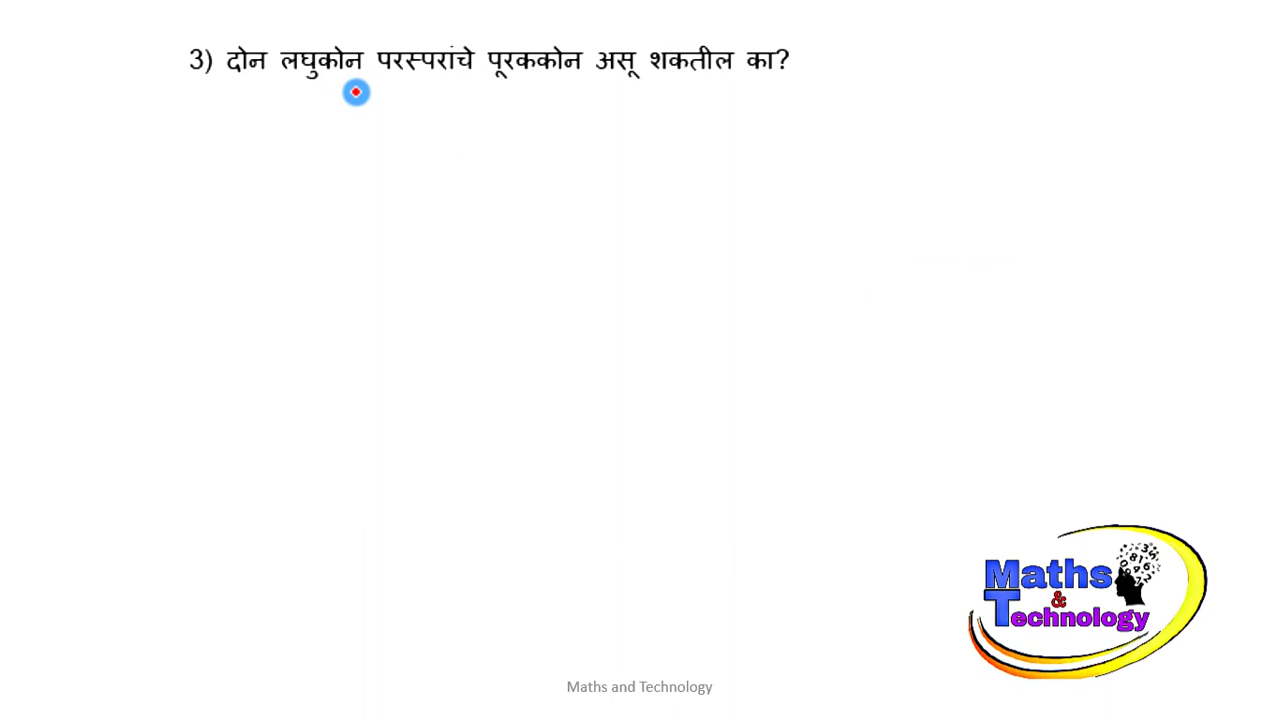 3) दोन लघुकोन परस्परांचे पूरककोन असू शकतील का?
Maths
&
Technology
Maths and Technology